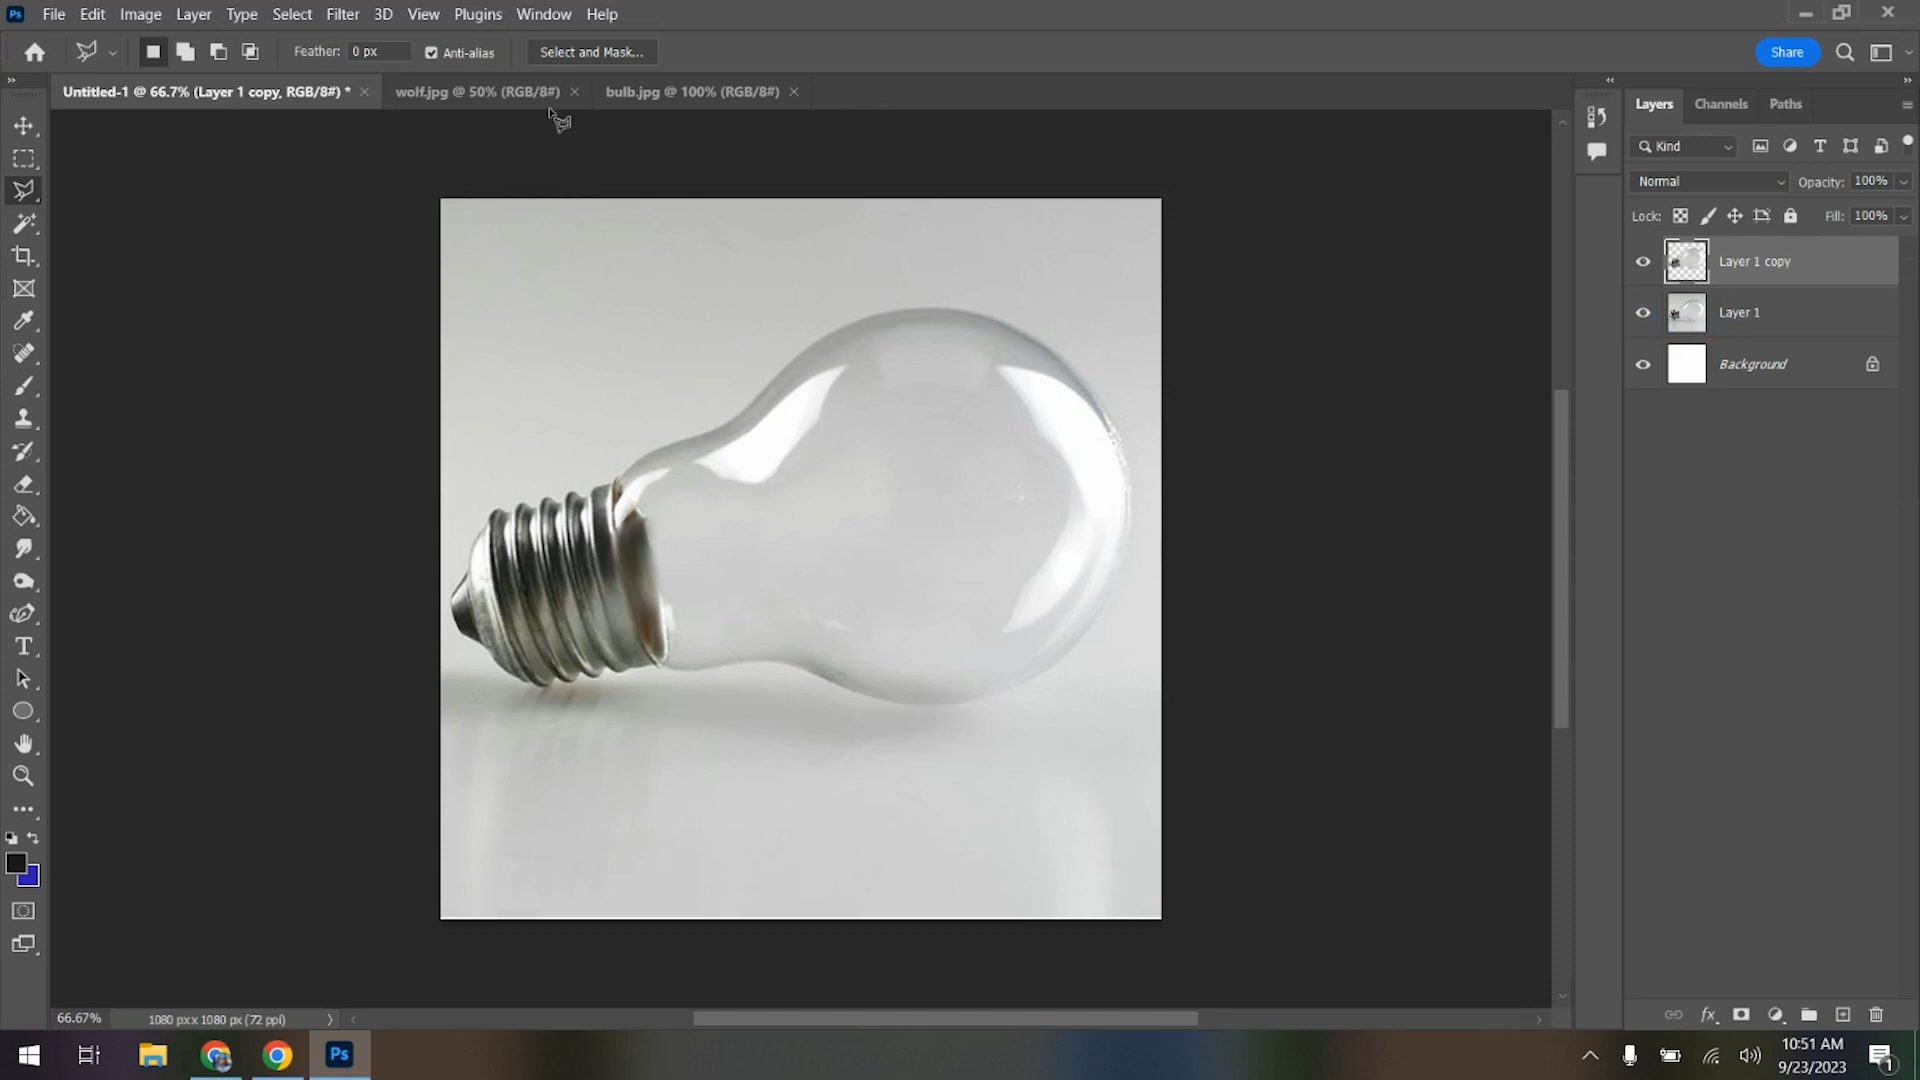 Ps File Edit Image Layer Type Select Filter 3D View Plugins Window Help
Feather: 0 px Anti-alias Select and Mask... Share
Untitled-1 @ 66.7% (Layer 1 copy, RGB/8#) * wolf.jpg @ 50% (RGB/8#) bulb.jpg @ 100% (RGB/8#)
Layers Channels Paths
Kind
Normal Opacity: 100%
Lock: Fill: 100%
Layer 1 copy
Layer 1
Background
66.67% 1080 px x 1080 px (72 ppi)
Ps
10:51 AM
9/23/2023
1